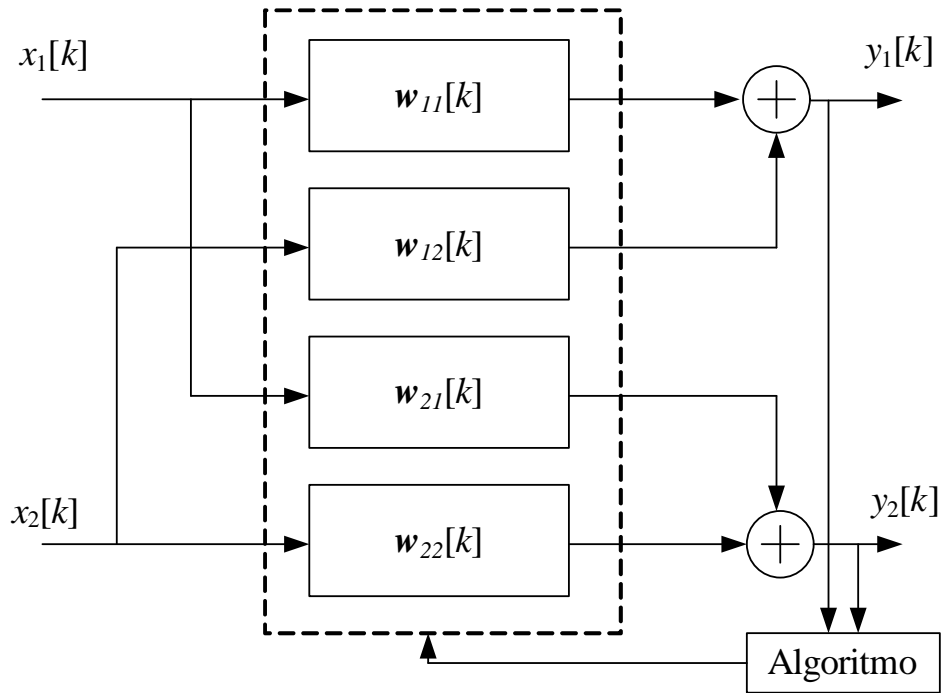 x₁[k]
w₁₁[k]
y₁[k]
w₁₂[k]
w₂₁[k]
x₂[k]
w₂₂[k]
y₂[k]
Algoritmo